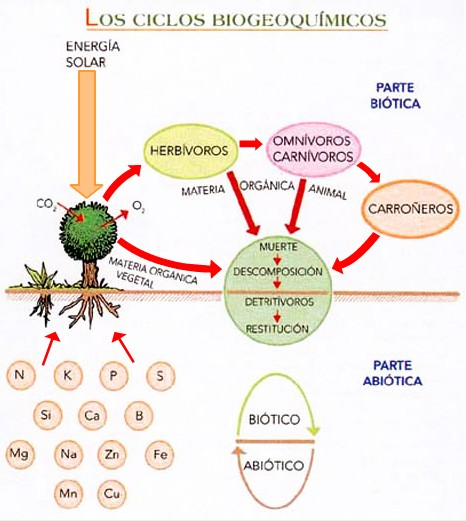 LOS CICLOS BIOGEOQUÍMICOS
ENERGÍA
SOLAR
PARTE
BIÓTICA
HERBÍVOROS
OMNÍVOROS
CARNÍVOROS
MATERIA ORGÁNICA ANIMAL
CARROÑEROS
CO2
O2
MATERIA ORGÁNICA
VEGETAL
MUERTE
DESCOMPOSICIÓN
DETRITÍVOROS
RESTITUCIÓN
PARTE
ABIÓTICA
N K P S
Si Ca B
Mg Na Zn Fe
Mn Cu
BIÓTICO
ABIÓTICO